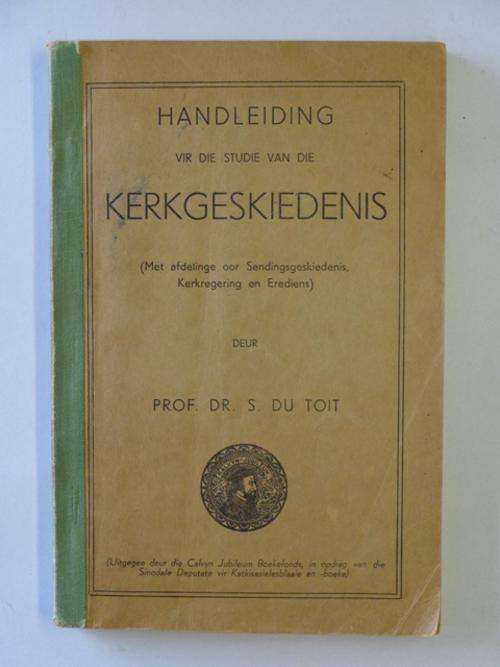 HANDLEIDING
VIR DIE STUDIE VAN DIE
KERKGESKIEDENIS
(Met afdelinge oor Sendingsgeskiedenis,
Kerkregering en Erediens)
DEUR
PROF. DR. S. DU TOIT
(Uitgegee deur die Calvyn Jubileum Boekefonds, in opdrag van die
Sinodale Deputate vir Katkisasielesblaaie en -boeke)